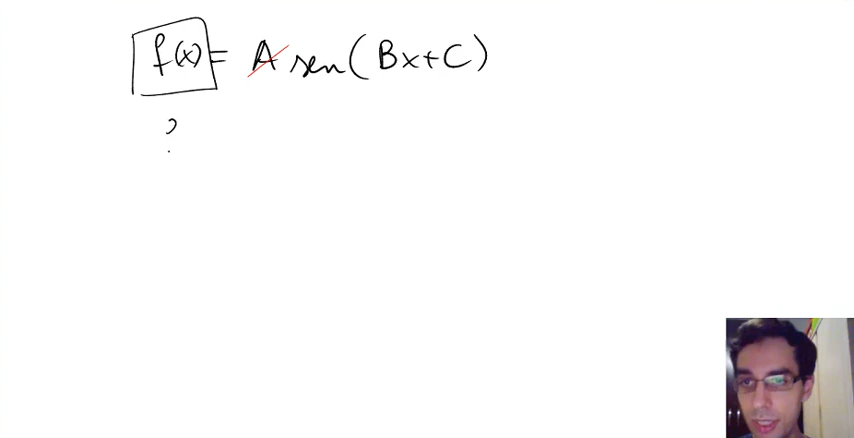 f(x) = A sen(Bx+C)
?